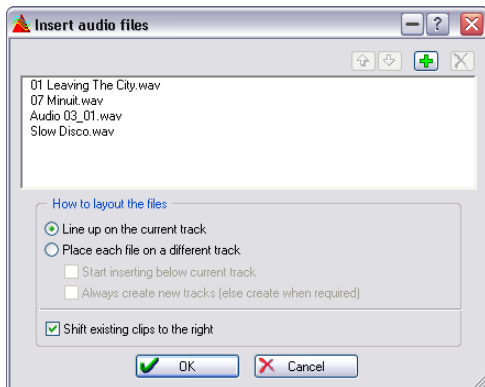 Insert audio files
01 Leaving The City.wav
07 Minuit.wav
Audio 03_01.wav
Slow Disco.wav
How to layout the files
Line up on the current track
Place each file on a different track
Start inserting below current track
Always create new tracks (else create when required)
Shift existing clips to the right
OK
Cancel